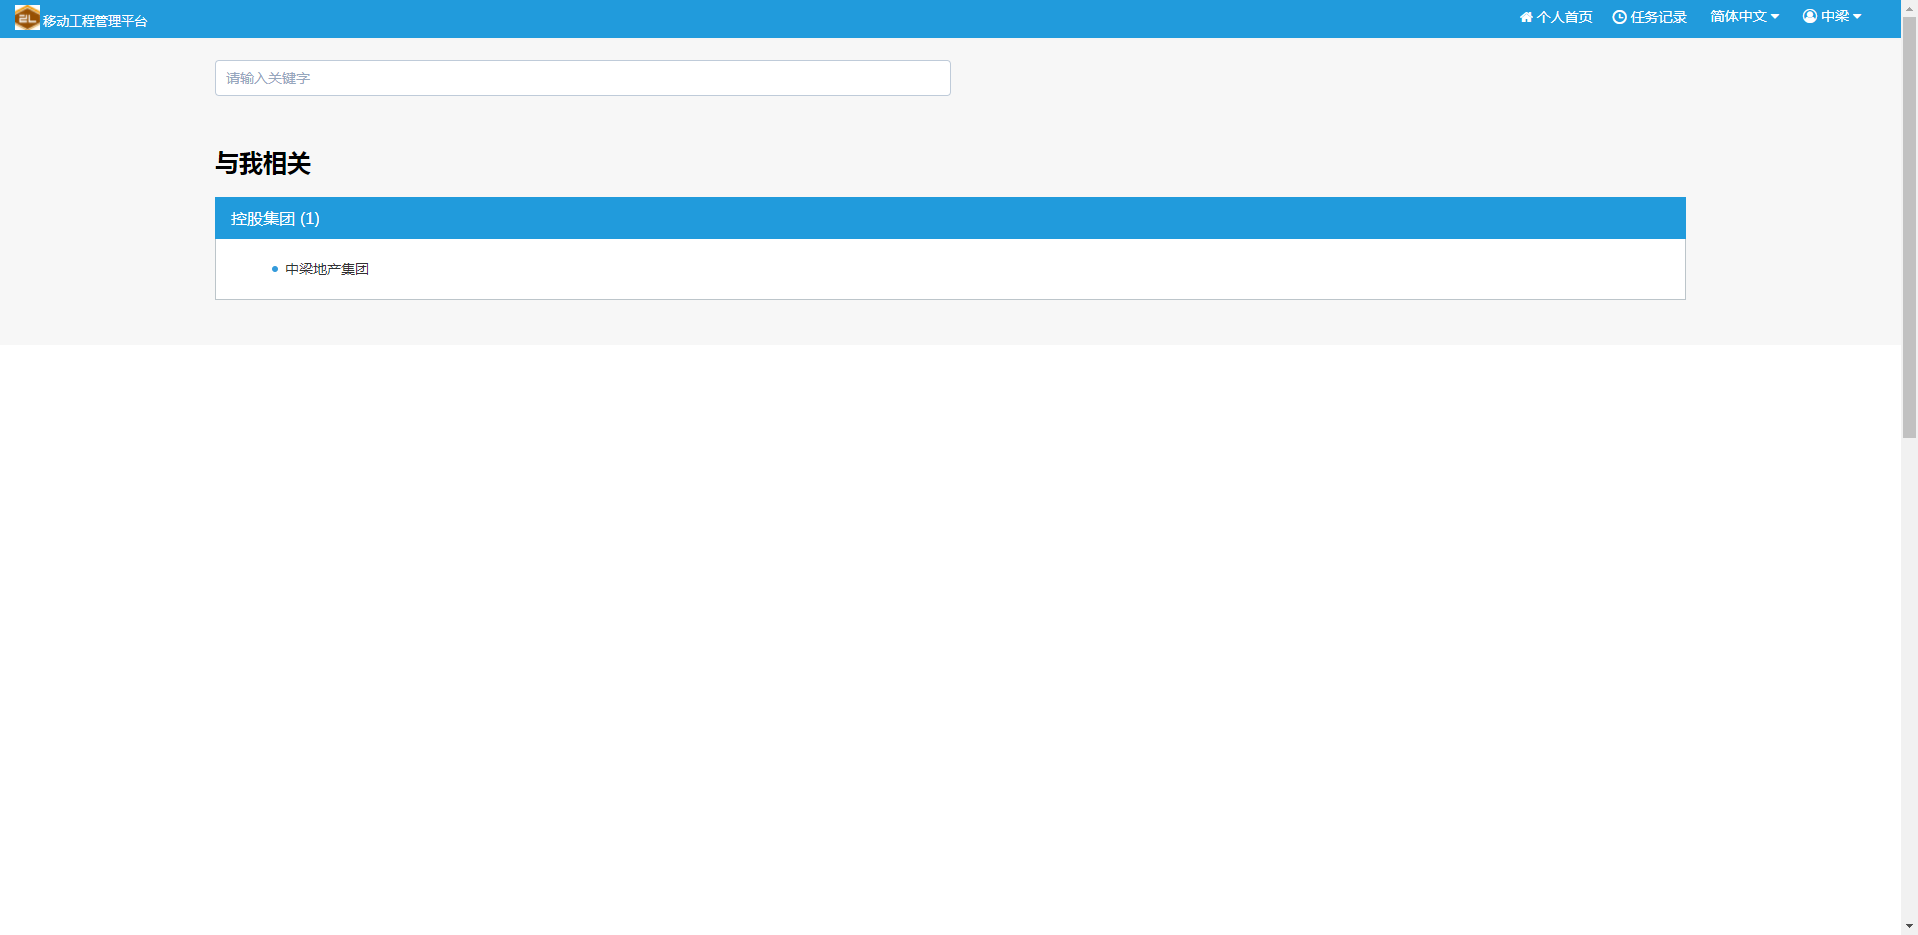 移动工程管理平台 个人首页 任务记录 简体中文 中梁
请输入关键字
与我相关
控股集团 (1)
中梁地产集团